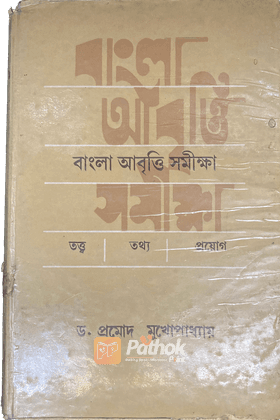 বাংলা
আবৃত্তি
বাংলা আবৃত্তি সমীক্ষা
সমীক্ষা
তত্ত্ব | তথ্য | প্রয়োগ
ড. প্রমোদ মুখোপাধ্যায়
Pathok